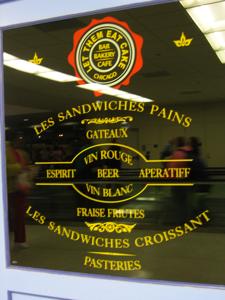 LET THEM EAT CAKE
BAR
BAKERY
CAFE
CHICAGO
LES SANDWICHES PAINS
GATEAUX
VIN ROUGE
ESPIRIT BEER APERATIFF
VIN BLANC
FRAISE FRIUTES
LES SANDWICHES CROISSANT
PASTERIES